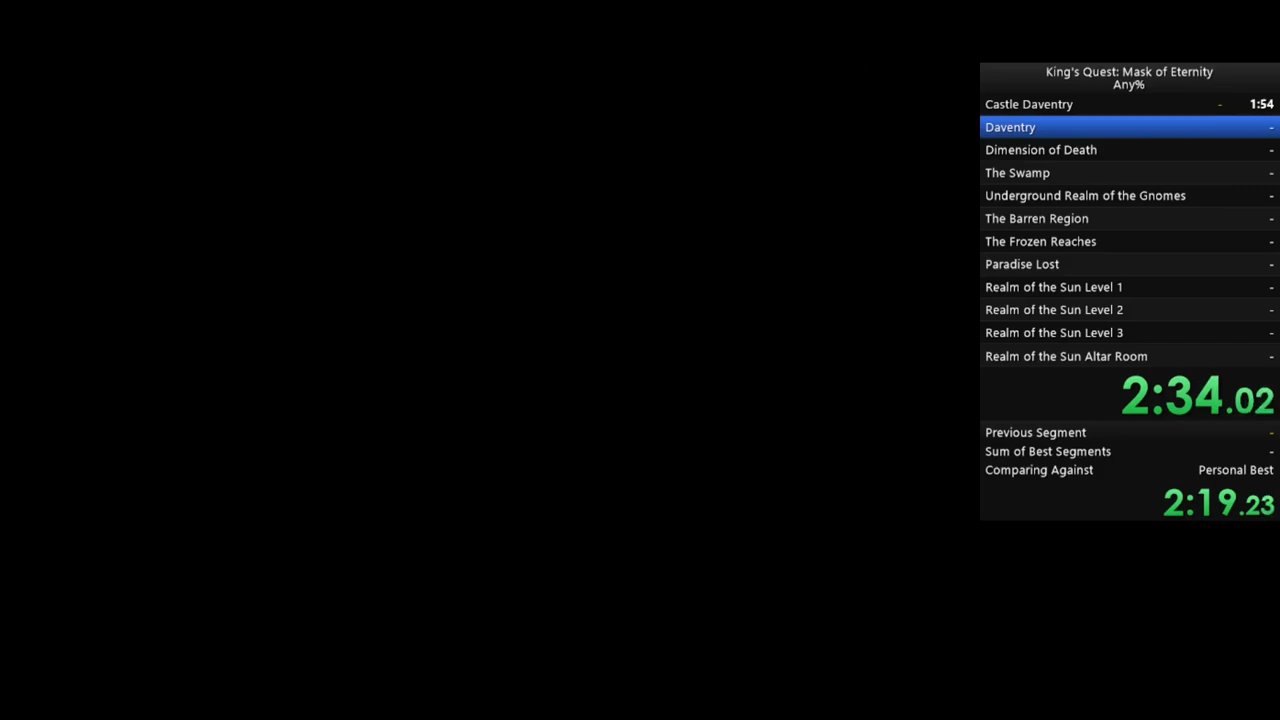 King's Quest: Mask of Eternity
Any%
Castle Daventry - 1:54
Daventry -
Dimension of Death -
The Swamp -
Underground Realm of the Gnomes -
The Barren Region -
The Frozen Reaches -
Paradise Lost -
Realm of the Sun Level 1 -
Realm of the Sun Level 2 -
Realm of the Sun Level 3 -
Realm of the Sun Altar Room -
2:34.02
Previous Segment -
Sum of Best Segments -
Comparing Against Personal Best
2:19.23